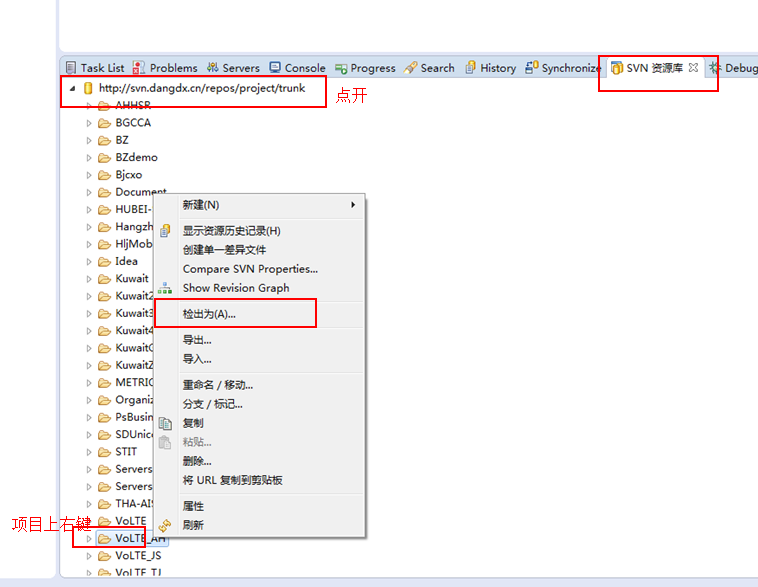 Task List Problems Servers Console Progress Search History Synchronize SVN 资源库 Debug
http://svn.dangdx.cn/repos/project/trunk
点开
AHHSR
BGCCA
BZ
BZdemo
Bjcxo
Document
HUBEI-
Hangzh
HljMob
Idea
Kuwait
Kuwait2
Kuwait3
Kuwait4
KuwaitC
KuwaitZ
METRIC
Organiz
PsBusin
SDUnic
STIT
Servers
Servers
THA-AIS
VoLTE
VoLTE_AH
VoLTE_JS
VoLTE_TJ
新建(N)
显示资源历史记录(H)
创建单一差异文件
Compare SVN Properties...
Show Revision Graph
检出为(A)...
导出...
导入...
重命名 / 移动...
分支 / 标记...
复制
粘贴...
删除...
将 URL 复制到剪贴板
属性
刷新
项目上右键